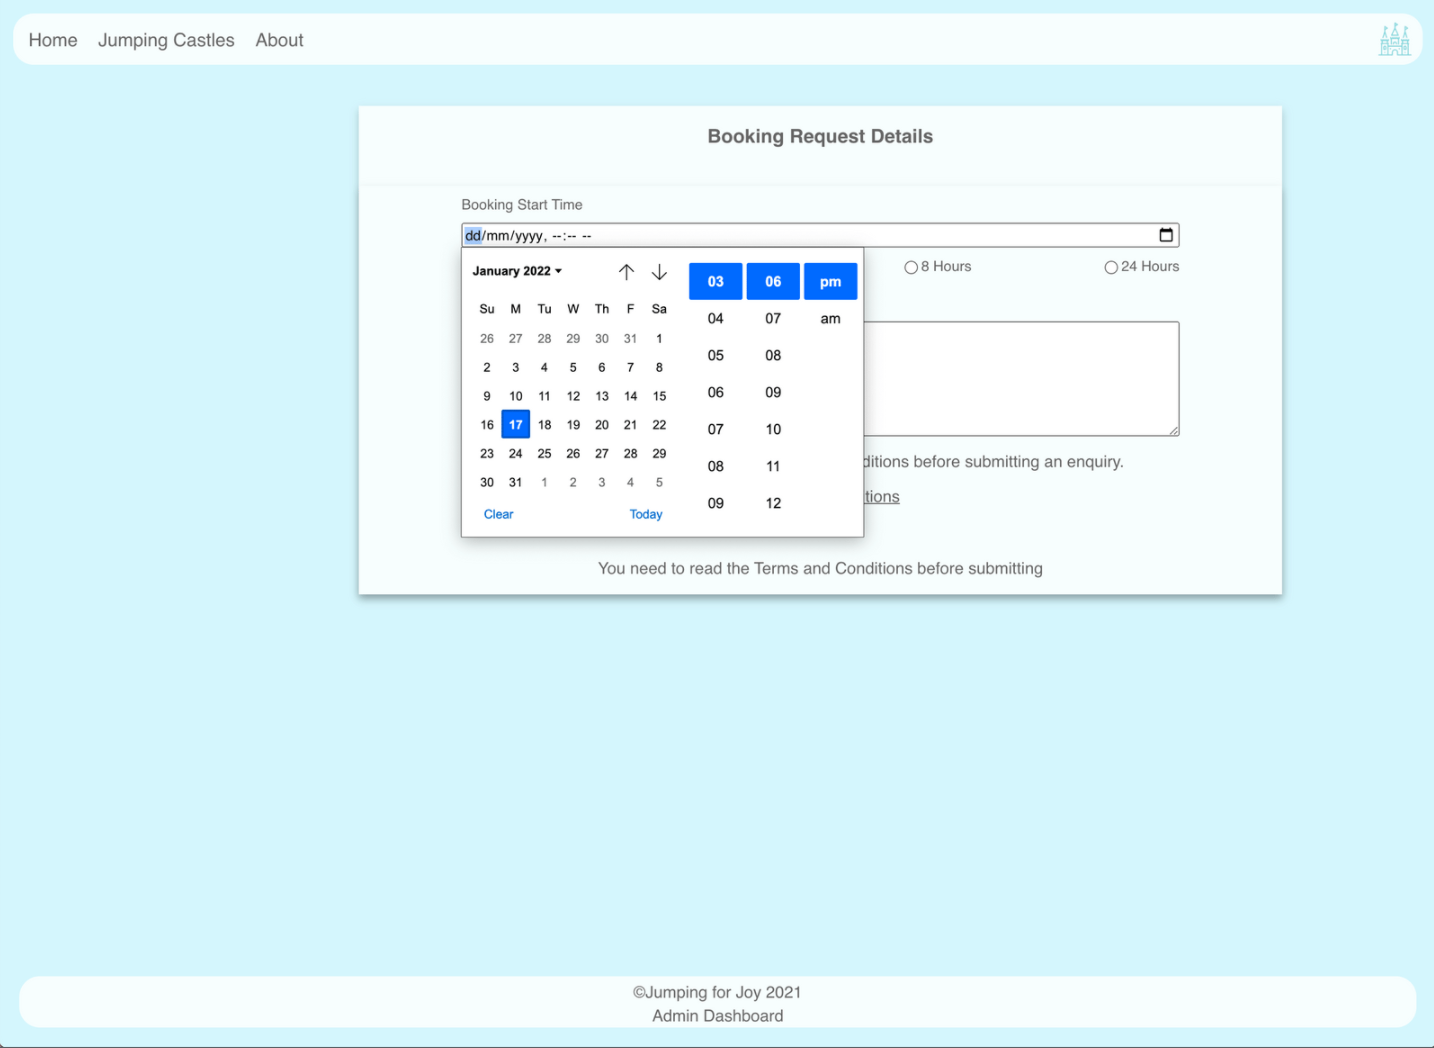 Home Jumping Castles About
Booking Request Details
Booking Start Time
dd/mm/yyyy, --:-- --
8 Hours 24 Hours
January 2022
Su M Tu W Th F Sa
26 27 28 29 30 31 1
2 3 4 5 6 7 8
9 10 11 12 13 14 15
16 17 18 19 20 21 22
23 24 25 26 27 28 29
30 31 1 2 3 4 5
Clear Today
03 06 pm
04 07 am
05 08
06 09
07 10
08 11
09 12
ditions before submitting an enquiry.
tions
You need to read the Terms and Conditions before submitting
©Jumping for Joy 2021
Admin Dashboard